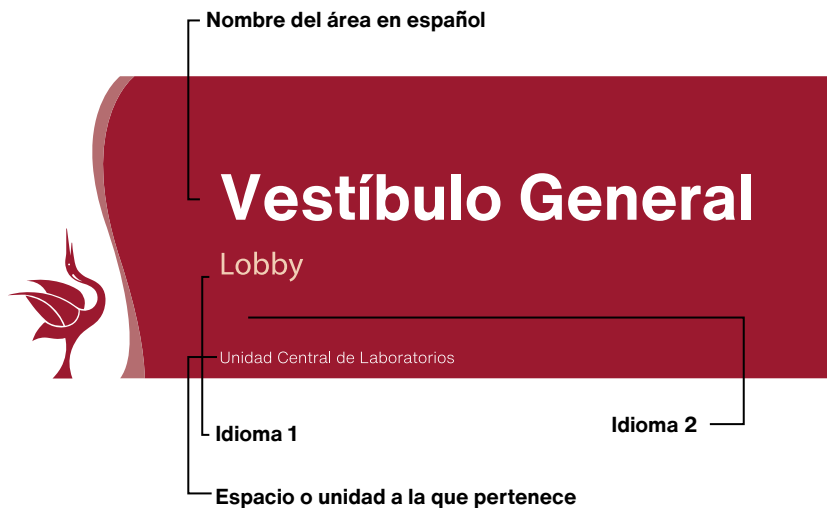 Nombre del área en español
Vestíbulo General
Lobby
Unidad Central de Laboratorios
Idioma 1
Idioma 2
Espacio o unidad a la que pertenece